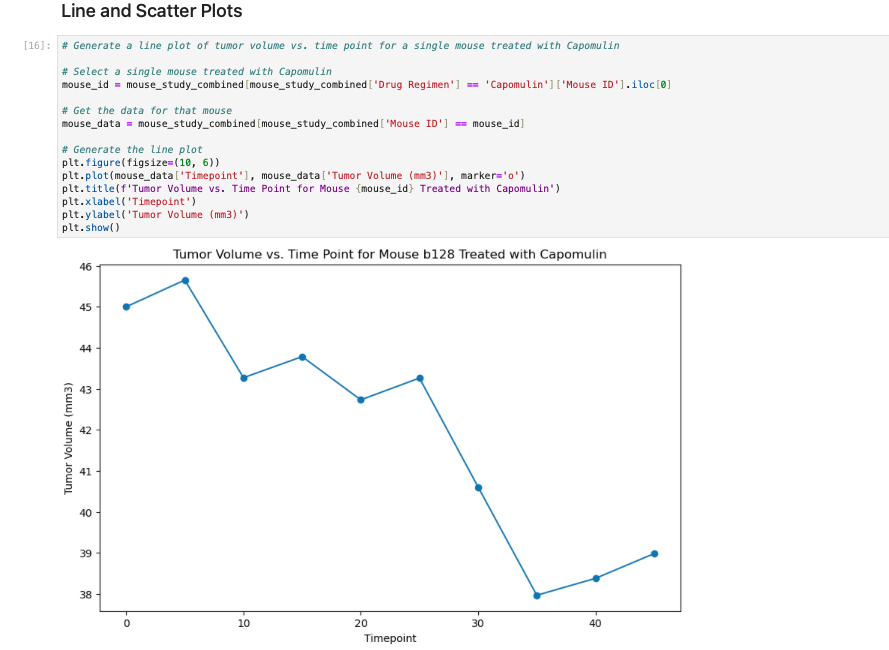 Line and Scatter Plots
[16]: # Generate a line plot of tumor volume vs. time point for a single mouse treated with Capomulin
# Select a single mouse treated with Capomulin
mouse_id = mouse_study_combined[mouse_study_combined['Drug Regimen'] == 'Capomulin']['Mouse ID'].iloc[0]
# Get the data for that mouse
mouse_data = mouse_study_combined[mouse_study_combined['Mouse ID'] == mouse_id]
# Generate the line plot
plt.figure(figsize=(10, 6))
plt.plot(mouse_data['Timepoint'], mouse_data['Tumor Volume (mm3)'], marker='o')
plt.title(f'Tumor Volume vs. Time Point for Mouse {mouse_id} Treated with Capomulin')
plt.xlabel('Timepoint')
plt.ylabel('Tumor Volume (mm3)')
plt.show()
Tumor Volume vs. Time Point for Mouse b128 Treated with Capomulin
46
45
44
43
42
41
40
39
38
Tumor Volume (mm3)
0 10 20 30 40
Timepoint